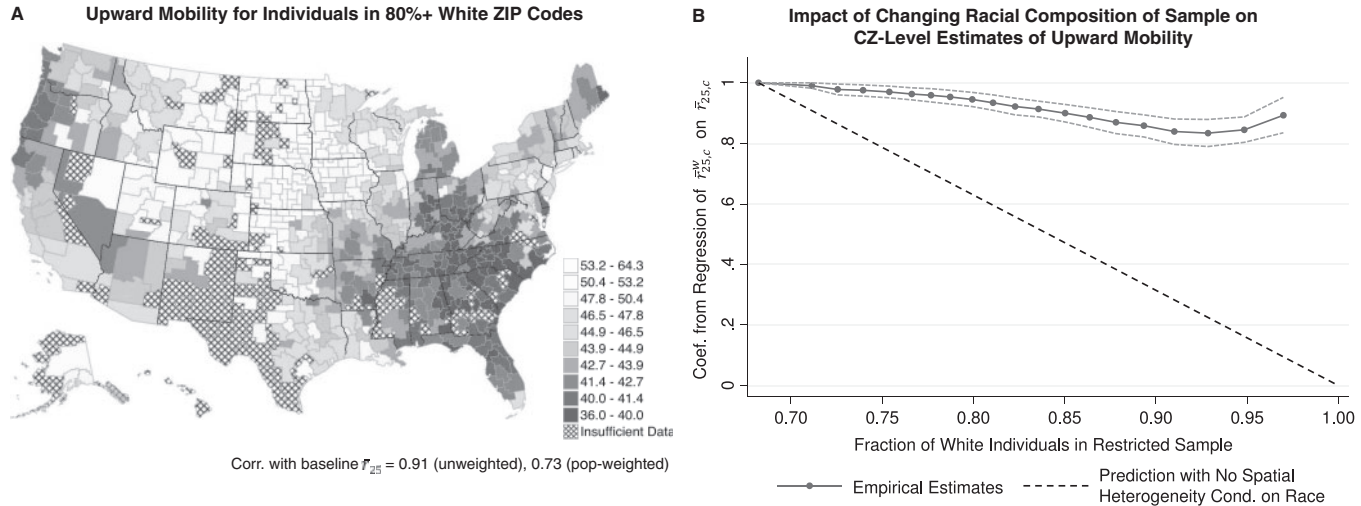 A
Upward Mobility for Individuals in 80%+ White ZIP Codes
53.2 - 64.3
50.4 - 53.2
47.8 - 50.4
46.5 - 47.8
44.9 - 46.5
43.9 - 44.9
42.7 - 43.9
41.4 - 42.7
40.0 - 41.4
36.0 - 40.0
Insufficient Data
Corr. with baseline r̄25 = 0.91 (unweighted), 0.73 (pop-weighted)
B
Impact of Changing Racial Composition of Sample on
CZ-Level Estimates of Upward Mobility
Coef. from Regression of r̄ʷ25,c on r̄25,c
1
.8
.6
.4
.2
0
0.70 0.75 0.80 0.85 0.90 0.95 1.00
Fraction of White Individuals in Restricted Sample
Empirical Estimates
Prediction with No Spatial
Heterogeneity Cond. on Race